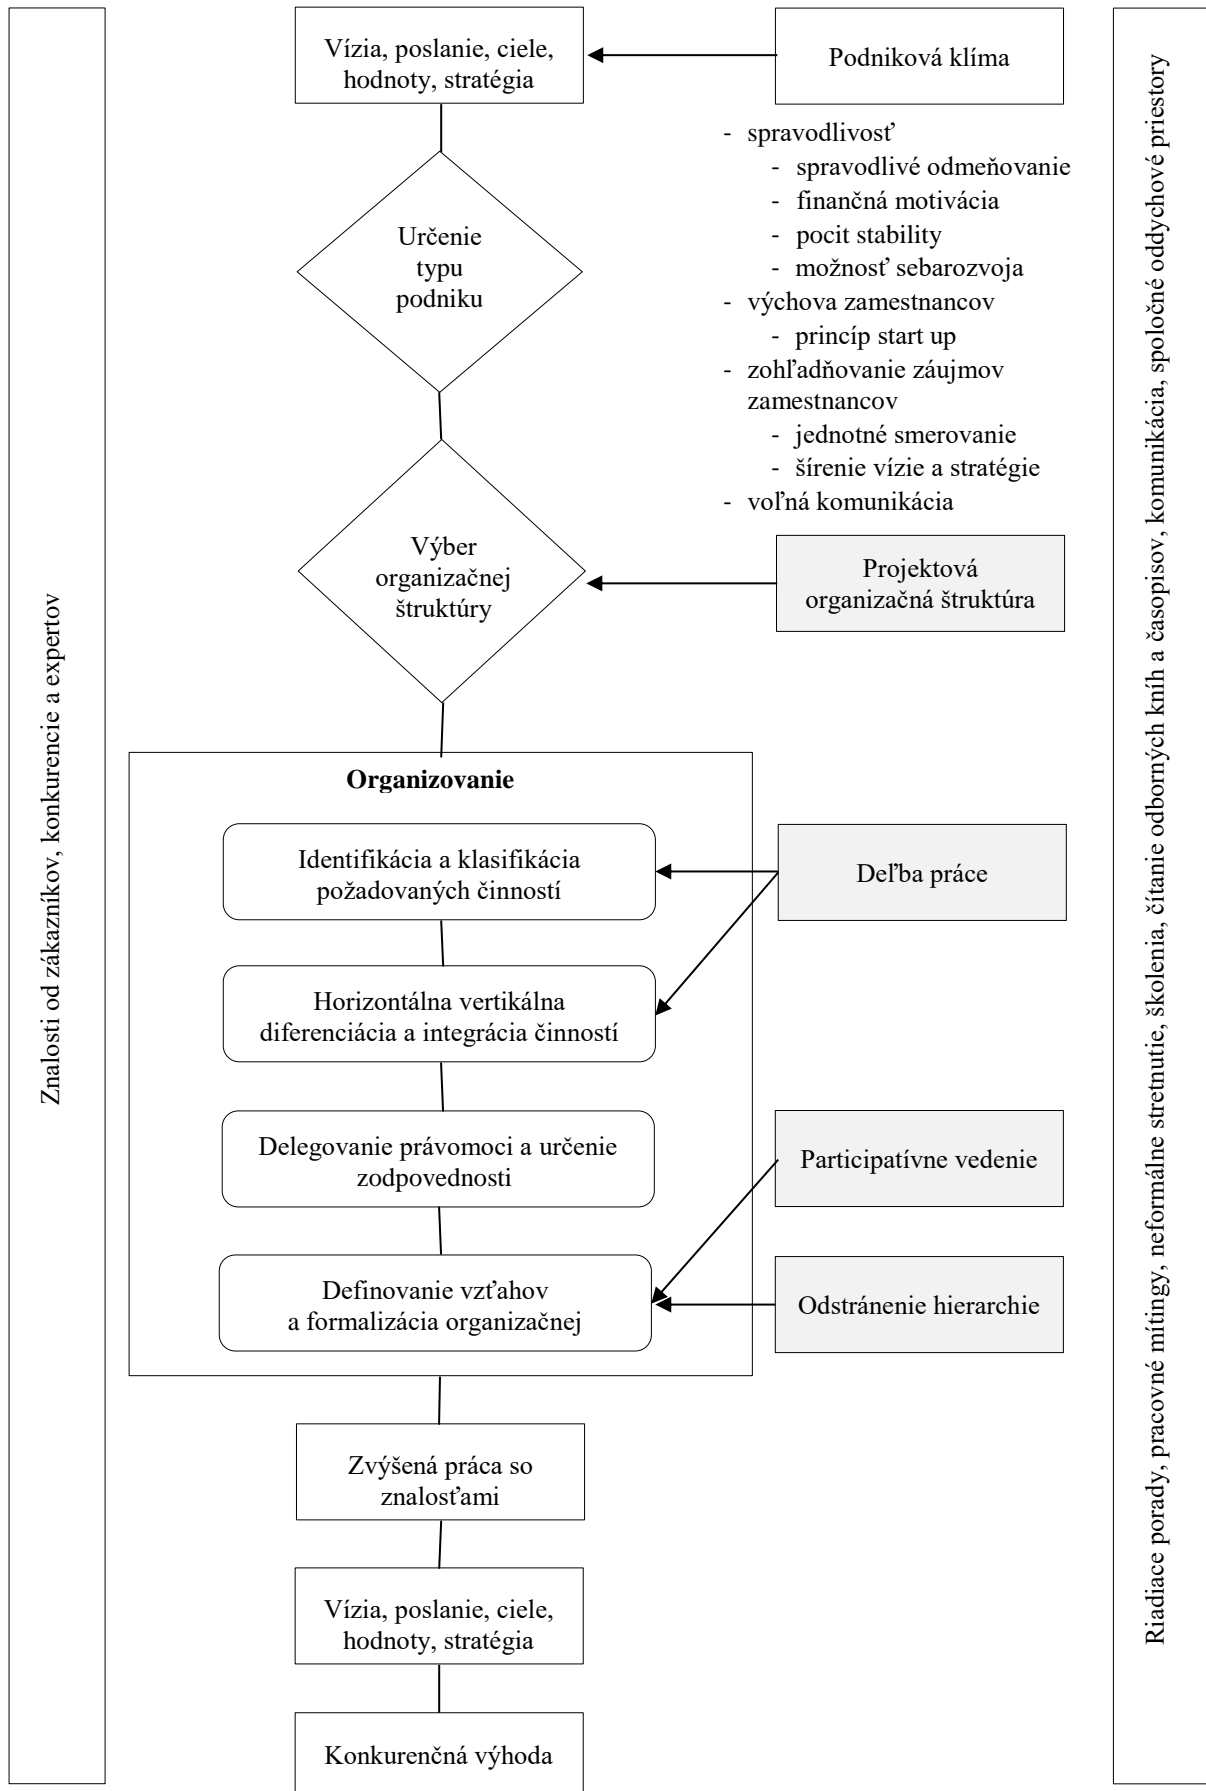 Znalosti od zákazníkov, konkurencie a expertov
Vízia, poslanie, ciele,
hodnoty, stratégia
Podniková klíma
- spravodlivosť
- spravodlivé odmeňovanie
- finančná motivácia
- pocit stability
- možnosť sebarozvoja
- výchova zamestnancov
- princíp start up
- zohľadňovanie záujmov
zamestnancov
- jednotné smerovanie
- šírenie vízie a stratégie
- voľná komunikácia
Určenie
typu
podniku
Výber
organizačnej
štruktúry
Projektová
organizačná štruktúra
Organizovanie
Identifikácia a klasifikácia
požadovaných činností
Deľba práce
Horizontálna vertikálna
diferenciácia a integrácia činností
Delegovanie právomoci a určenie
zodpovednosti
Participatívne vedenie
Definovanie vzťahov
a formalizácia organizačnej
Odstránenie hierarchie
Zvýšená práca so
znalosťami
Vízia, poslanie, ciele,
hodnoty, stratégia
Konkurenčná výhoda
Riadiace porady, pracovné mítingy, neformálne stretnutie, školenia, čítanie odborných kníh a časopisov, komunikácia, spoločné oddychové priestory